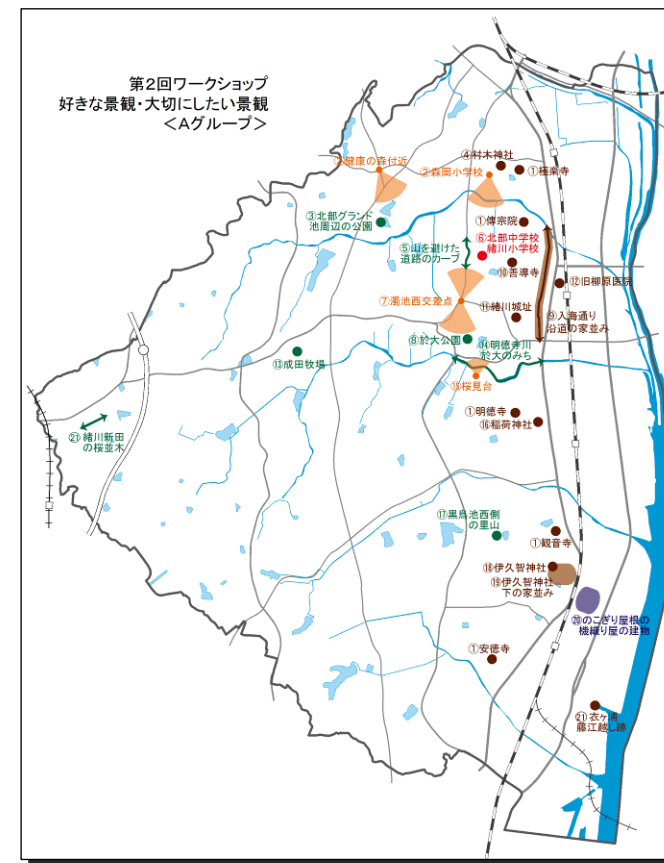 第2回ワークショップ
好きな景観・大切にしたい景観
＜Aグループ＞
健康の森付近
②森岡小学校
④村木神社
①極楽寺
③北部グランド
池周辺の公園
①傳宗院
⑤山を避けた
道路のカーブ
⑥北部中学校
緒川小学校
⑩善導寺
⑫旧柳原医院
⑦濁池西交差点
⑪緒川城址
⑨入海通り
沿道の家並み
⑧於大公園
⑭明徳寺川
於大のみち
⑬成田牧場
⑮桜見台
①明徳寺
⑯稲荷神社
㉑緒川新田
の桜並木
⑰黒鳥池西側
の里山
①観音寺
⑱伊久智神社
⑲伊久智神社
下の家並み
⑳のこぎり屋根の
機織り屋の建物
①安徳寺
㉑衣ヶ浦
藤江越し跡